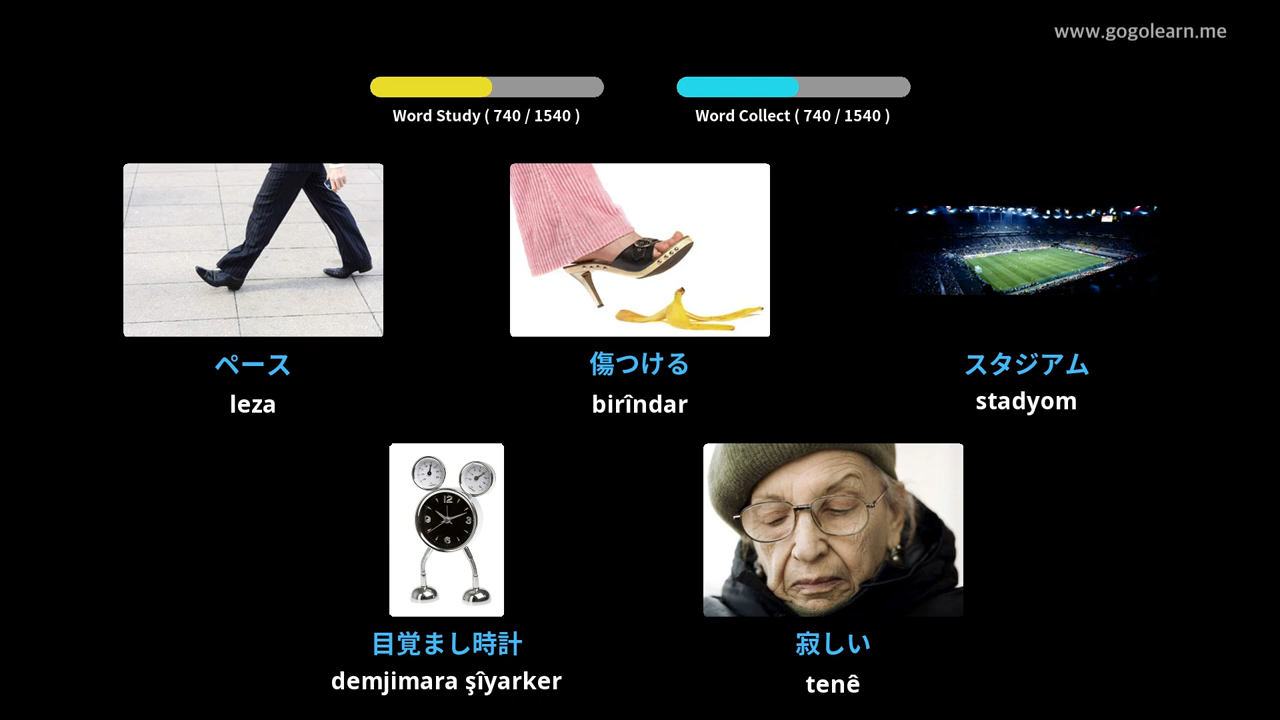 www.gogolearn.me
Word Study ( 740 / 1540 )
Word Collect ( 740 / 1540 )
ペース
leza
傷つける
birîndar
スタジアム
stadyom
目覚まし時計
demjimara şîyarker
寂しい
tenê